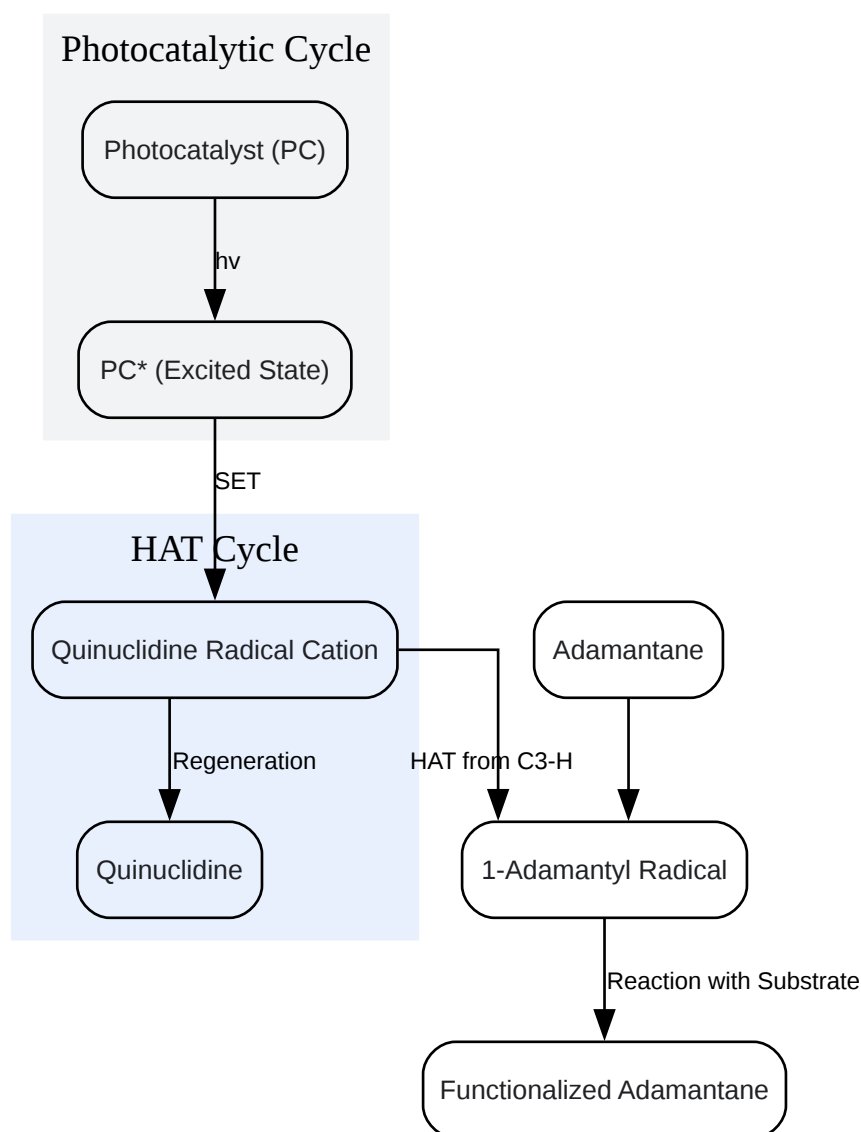 Photocatalytic Cycle
Photocatalyst (PC)
hv
PC* (Excited State)
SET
HAT Cycle
Quinuclidine Radical Cation
Adamantane
Regeneration
HAT from C3-H
Quinuclidine
1-Adamantyl Radical
Reaction with Substrate
Functionalized Adamantane